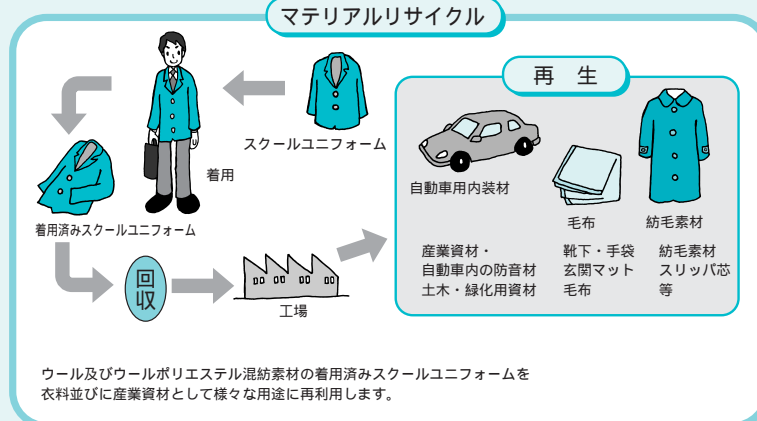 マテリアルリサイクル
再 生
スクールユニフォーム
着用
着用済みスクールユニフォーム
回収
工場
自動車用内装材
毛布
紡毛素材
産業資材・
自動車内の防音材
土木・緑化用資材
靴下・手袋
玄関マット
毛布
紡毛素材
スリッパ芯
等
ウール及びウールポリエステル混紡素材の着用済みスクールユニフォームを
衣料並びに産業資材として様々な用途に再利用します。